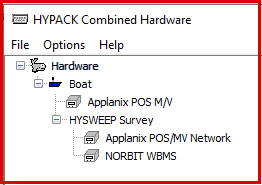 HYPACK Combined Hardware
File Options Help
Hardware
Boat
Applanix POS M/V
HYSWEEP Survey
Applanix POS/MV Network
NORBIT WBMS